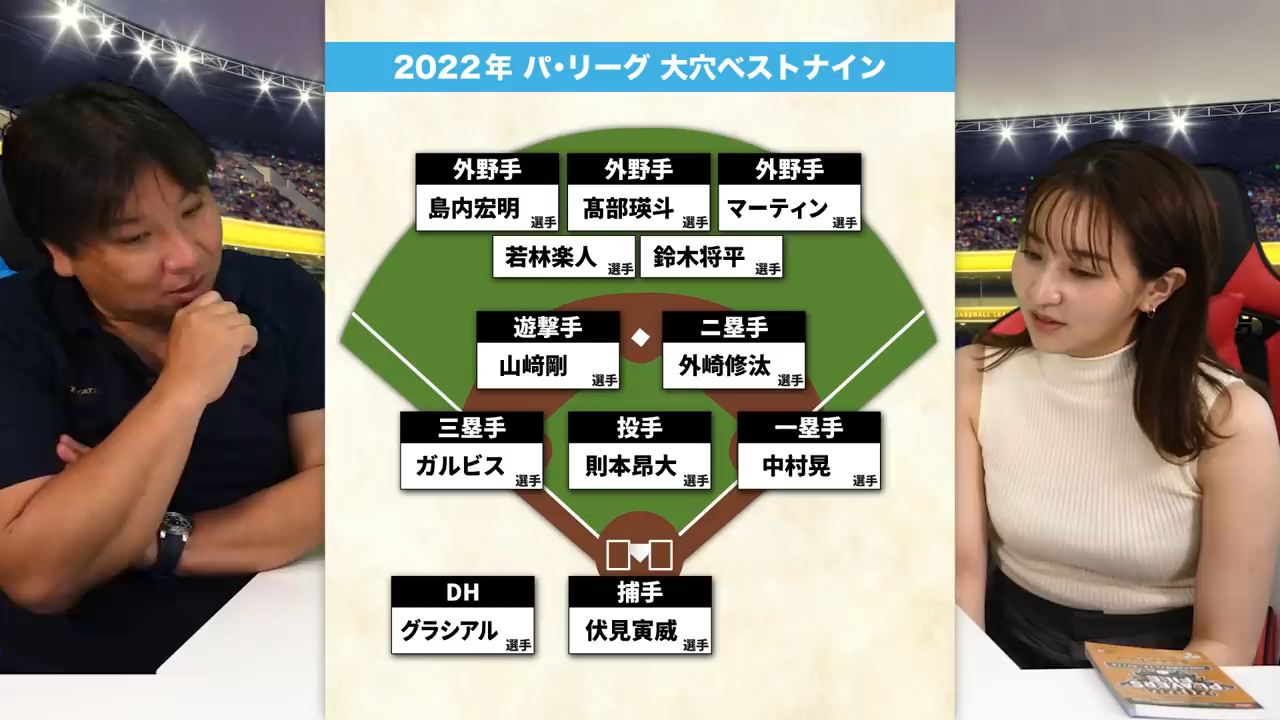 2022年 パ・リーグ 大穴ベストナイン
外野手
島内宏明 選手
外野手
髙部瑛斗 選手
外野手
マーティン 選手
若林楽人 選手
鈴木将平 選手
遊撃手
山﨑剛 選手
二塁手
外崎修汰 選手
三塁手
ガルビス 選手
投手
則本昂大 選手
一塁手
中村晃 選手
DH
グラシアル 選手
捕手
伏見寅威 選手
BASEBALL LEA